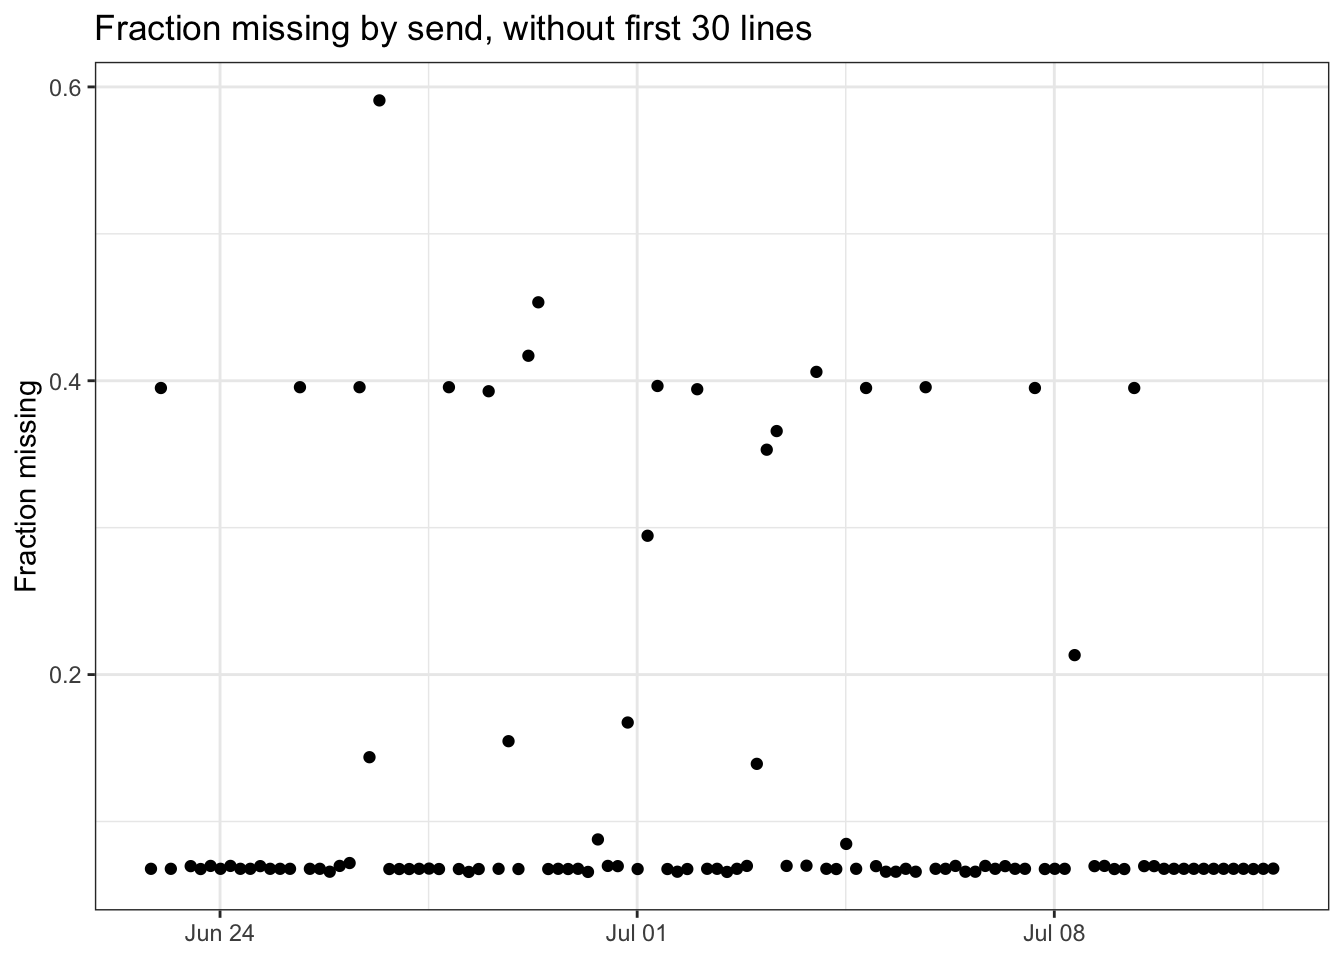 Fraction missing by send, without first 30 lines
0.6
0.4
0.2
Fraction missing
Jun 24
Jul 01
Jul 08